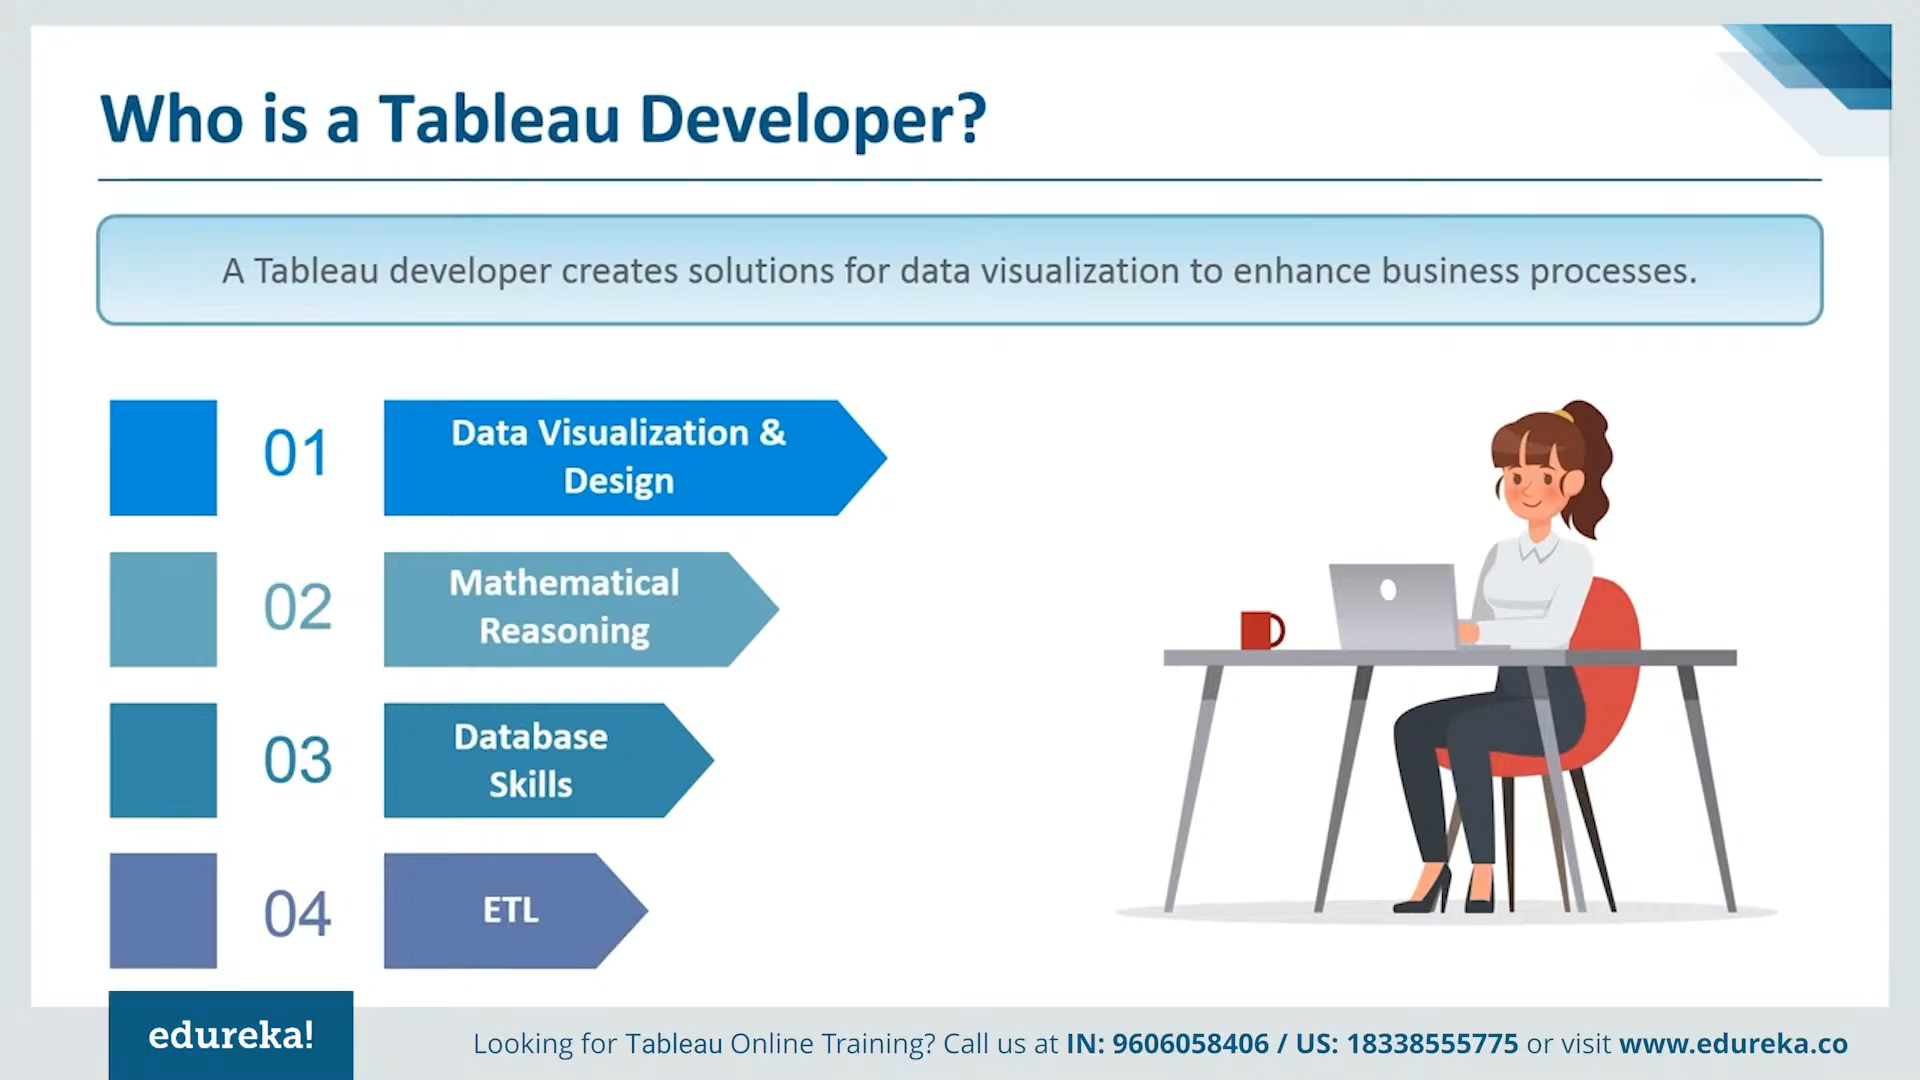 Who is a Tableau Developer?
A Tableau developer creates solutions for data visualization to enhance business processes.
01
Data Visualization &
Design
02
Mathematical
Reasoning
03
Database
Skills
04
ETL
edureka!
Looking for Tableau Online Training? Call us at IN: 9606058406 / US: 18338555775 or visit www.edureka.co